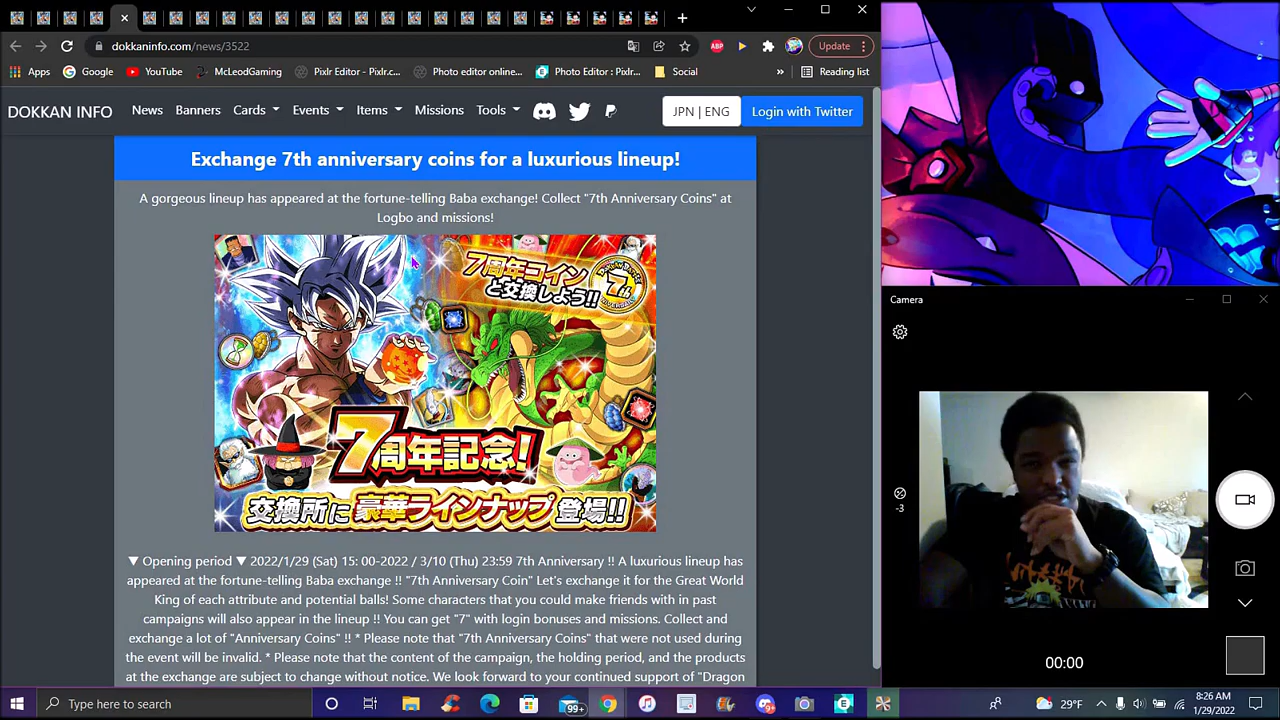 dokkaninfo.com/news/3522
ABP
Update
Apps
Google
YouTube
McLeodGaming
Pixlr Editor - Pixlr.c...
Photo editor online...
Photo Editor : Pixlr...
Social
»
Reading list
DOKKAN INFO
News
Banners
Cards
Events
Items
Missions
Tools
JPN | ENG
Login with Twitter
Exchange 7th anniversary coins for a luxurious lineup!
A gorgeous lineup has appeared at the fortune-telling Baba exchange! Collect "7th Anniversary Coins" at
Logbo and missions!
7周年コイン
と交換しよう!!
7th
7周年記念!
交換所に豪華ラインナップ登場!!
▼ Opening period ▼ 2022/1/29 (Sat) 15: 00-2022 / 3/10 (Thu) 23:59 7th Anniversary !! A luxurious lineup has
appeared at the fortune-telling Baba exchange !! "7th Anniversary Coin" Let's exchange it for the Great World
King of each attribute and potential balls! Some characters that you could make friends with in past
campaigns will also appear in the lineup !! You can get "7" with login bonuses and missions. Collect and
exchange a lot of "Anniversary Coins" !! * Please note that "7th Anniversary Coins" that were not used during
the event will be invalid. * Please note that the content of the campaign, the holding period, and the products
at the exchange are subject to change without notice. We look forward to your continued support of "Dragon
Camera
-3
00:00
Type here to search
99+
29°F
8:26 AM
1/29/2022